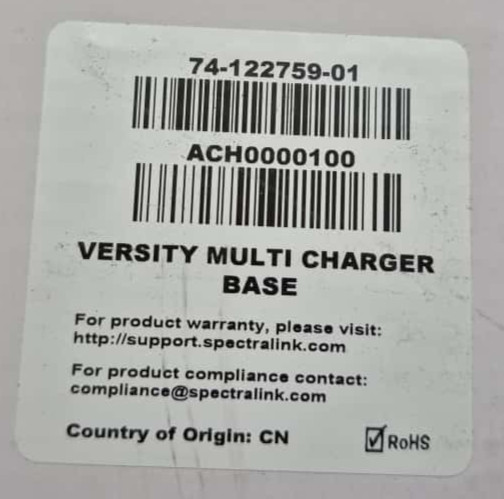 74-122759-01
ACH0000100
VERSITY MULTI CHARGER
BASE
For product warranty, please visit:
http://support.spectralink.com
For product compliance contact:
compliance@spectralink.com
Country of Origin: CN
RoHS